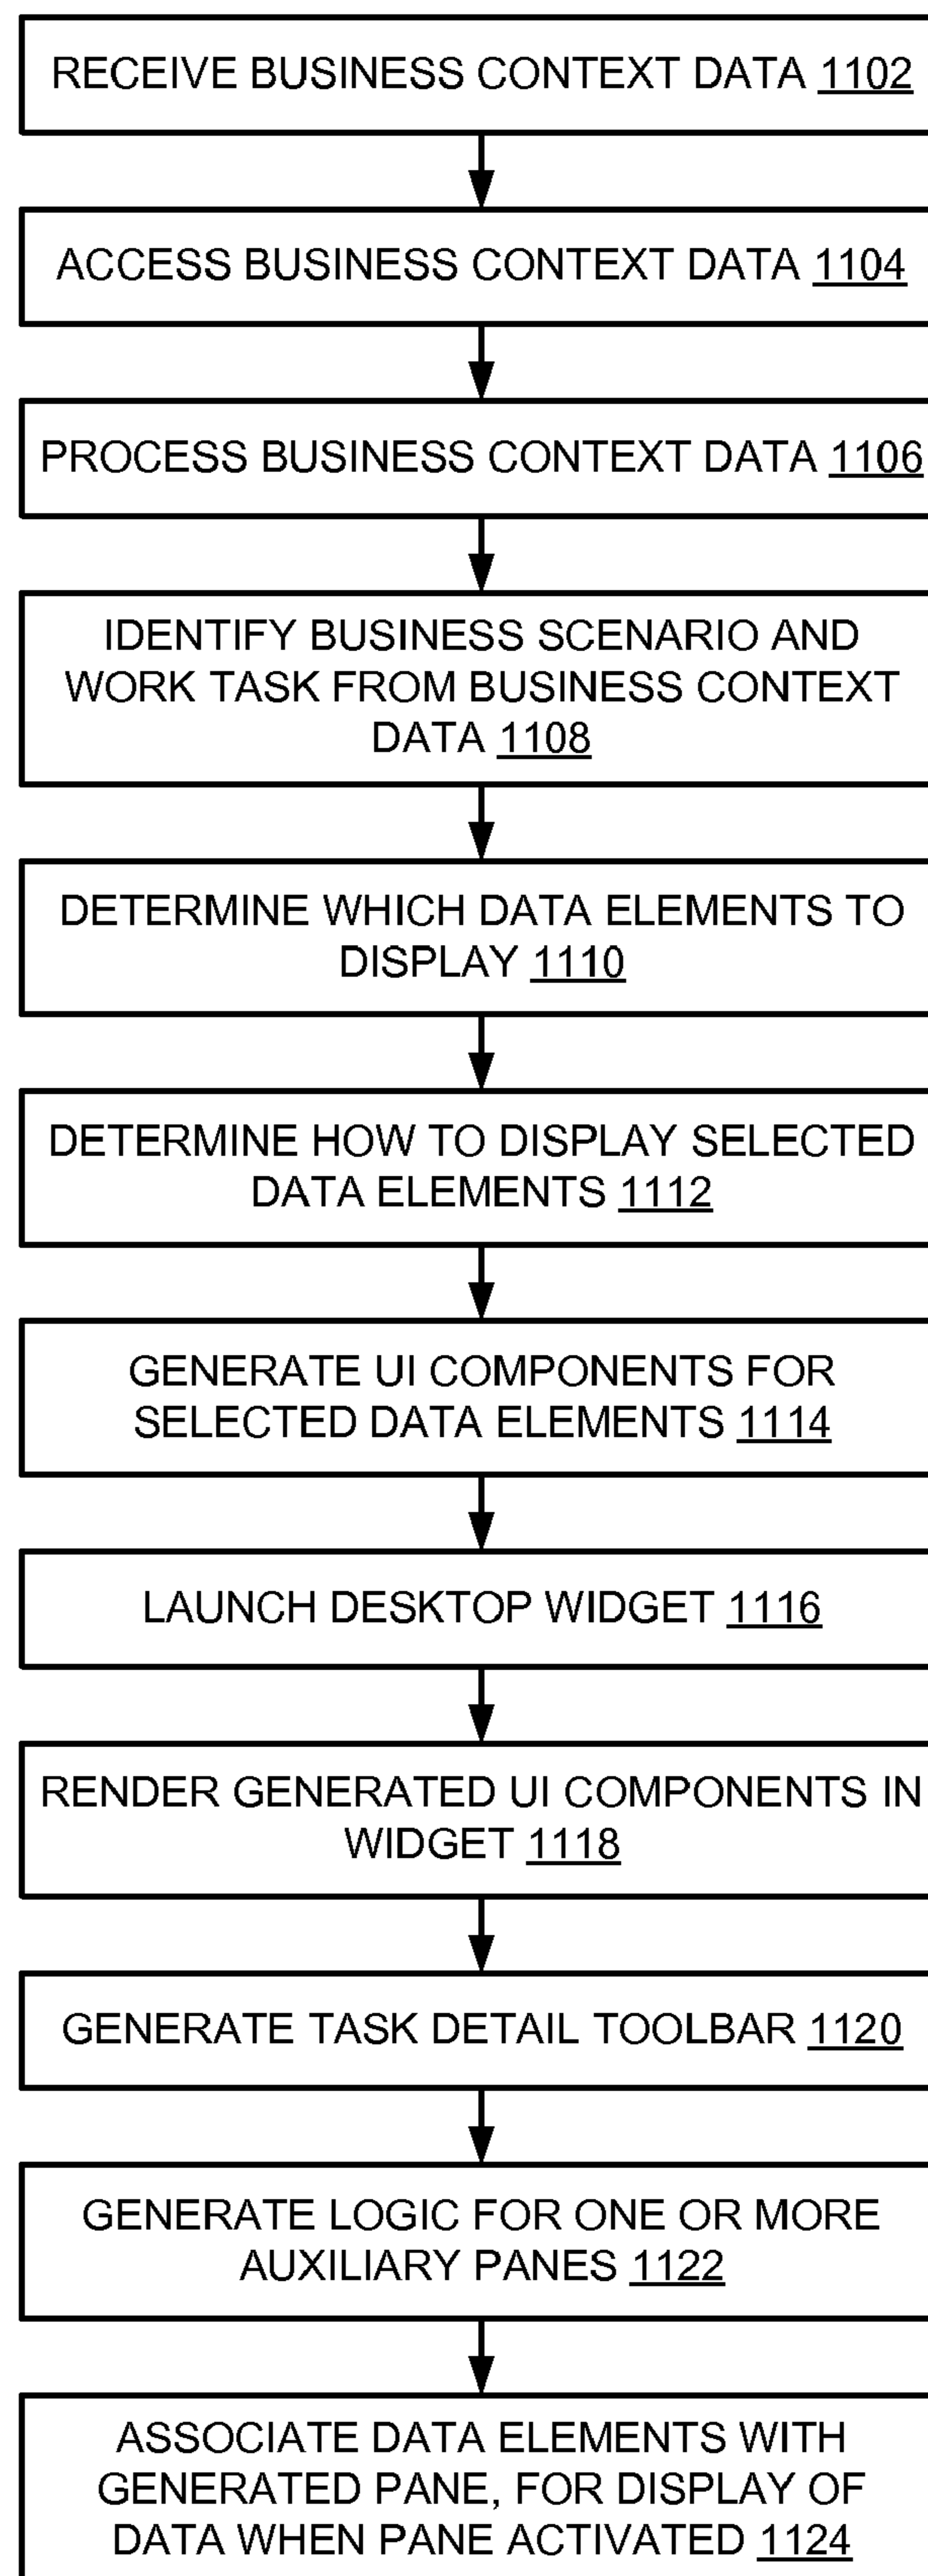 RECEIVE BUSINESS CONTEXT DATA 1102
ACCESS BUSINESS CONTEXT DATA 1104
PROCESS BUSINESS CONTEXT DATA 1106
IDENTIFY BUSINESS SCENARIO AND
WORK TASK FROM BUSINESS CONTEXT
DATA 1108
DETERMINE WHICH DATA ELEMENTS TO
DISPLAY 1110
DETERMINE HOW TO DISPLAY SELECTED
DATA ELEMENTS 1112
GENERATE UI COMPONENTS FOR
SELECTED DATA ELEMENTS 1114
LAUNCH DESKTOP WIDGET 1116
RENDER GENERATED UI COMPONENTS IN
WIDGET 1118
GENERATE TASK DETAIL TOOLBAR 1120
GENERATE LOGIC FOR ONE OR MORE
AUXILIARY PANES 1122
ASSOCIATE DATA ELEMENTS WITH
GENERATED PANE, FOR DISPLAY OF
DATA WHEN PANE ACTIVATED 1124